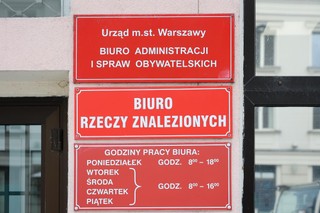 Urząd m.st. Warszawy
BIURO ADMINISTRACJI
I SPRAW OBYWATELSKICH
BIURO
RZECZY ZNALEZIONYCH
GODZINY PRACY BIURA:
PONIEDZIAŁEK GODZ. 8⁰⁰ - 18⁰⁰
WTOREK
ŚRODA
CZWARTEK
PIĄTEK
GODZ. 8⁰⁰ - 16⁰⁰